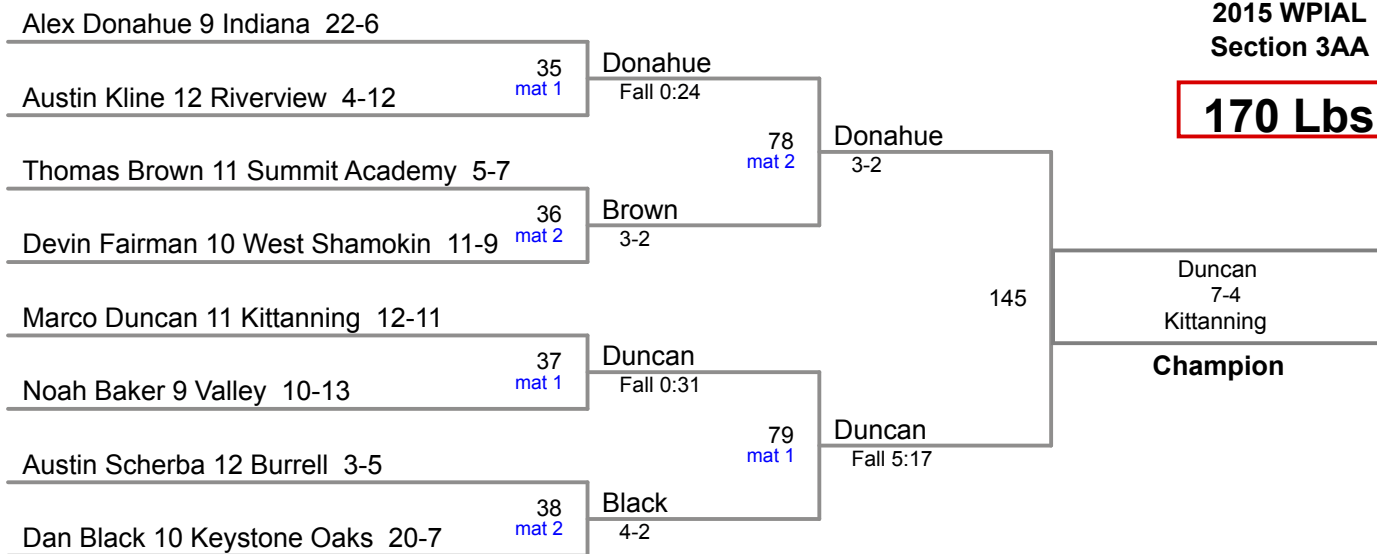 Alex Donahue 9 Indiana 22-6
2015 WPIAL
Section 3AA
35
mat 1
Donahue
Fall 0:24
Austin Kline 12 Riverview 4-12
170 Lbs
78
mat 2
Donahue
3-2
Thomas Brown 11 Summit Academy 5-7
36
mat 2
Brown
3-2
Devin Fairman 10 West Shamokin 11-9
145
Duncan
7-4
Kittanning
Champion
Marco Duncan 11 Kittanning 12-11
37
mat 1
Duncan
Fall 0:31
Noah Baker 9 Valley 10-13
79
mat 1
Duncan
Fall 5:17
Austin Scherba 12 Burrell 3-5
38
mat 2
Black
4-2
Dan Black 10 Keystone Oaks 20-7